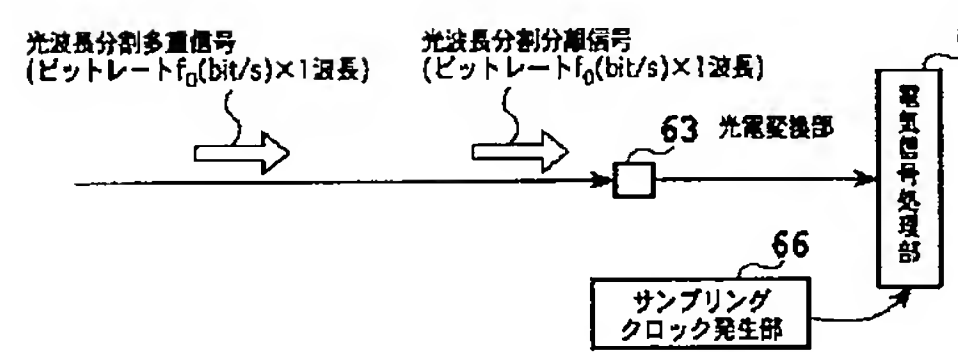 光波長分割多重信号
(ビットレートf₀(bit/s)×1波長)
光波長分割分離信号
(ビットレートf₀(bit/s)×1波長)
63 光電変換部
電気信号処理部
66
サンプリング
クロック発生部